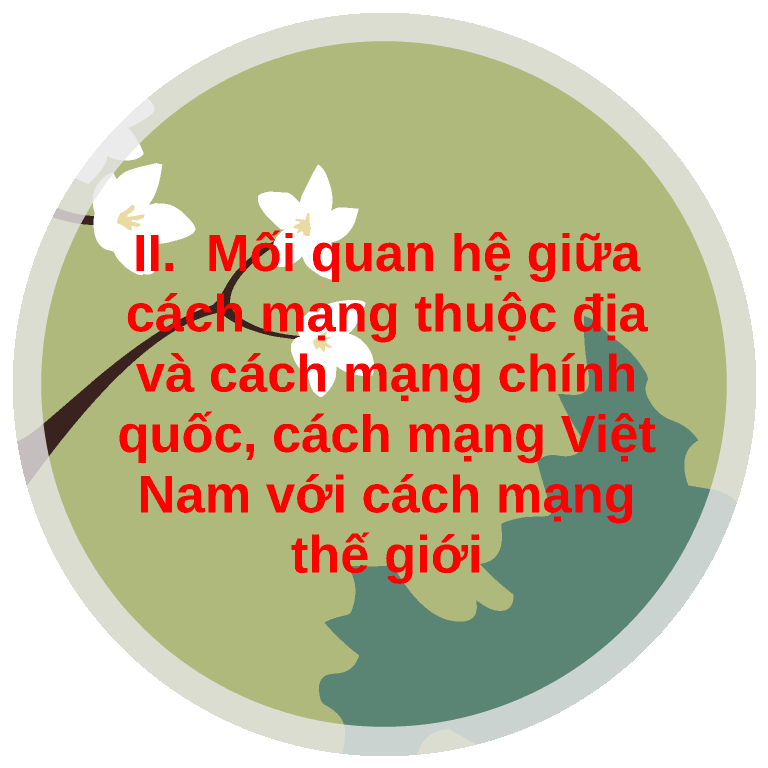 II.  Mối quan hệ giữa
cách mạng thuộc địa
và cách mạng chính
quốc, cách mạng Việt
Nam với cách mạng
thế giới